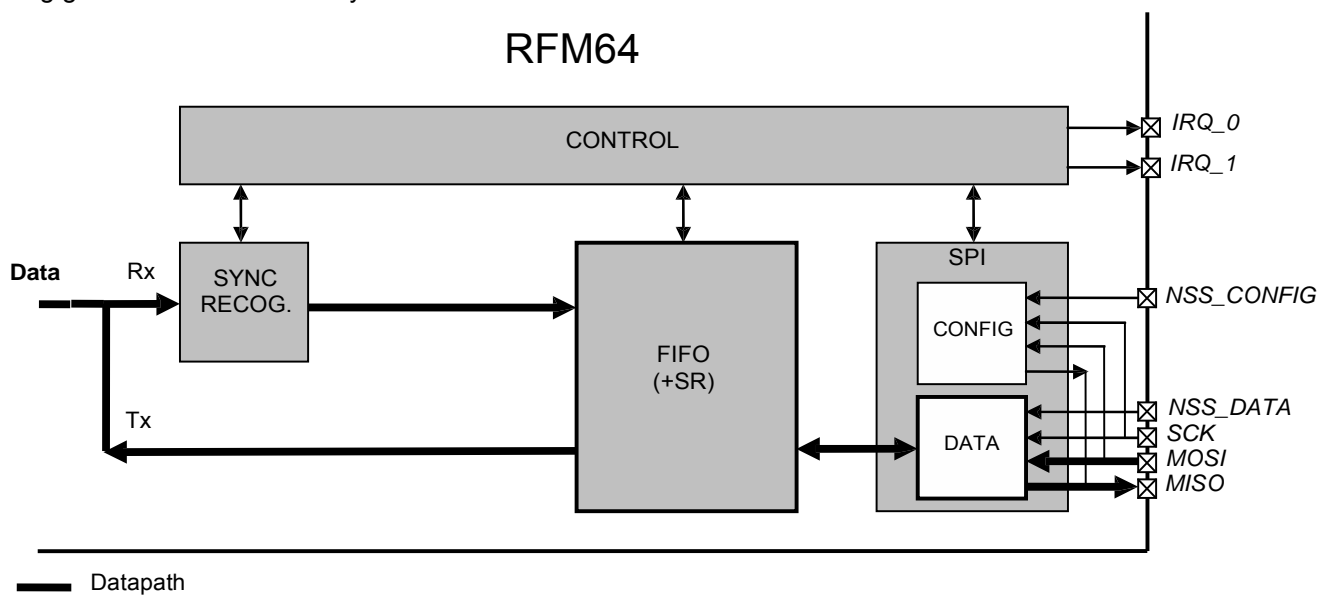 RFM64
CONTROL
IRQ_0
IRQ_1
Data
Rx
SYNC
RECOG.
FIFO
(+SR)
Tx
SPI
CONFIG
DATA
NSS_CONFIG
NSS_DATA
SCK
MOSI
MISO
Datapath